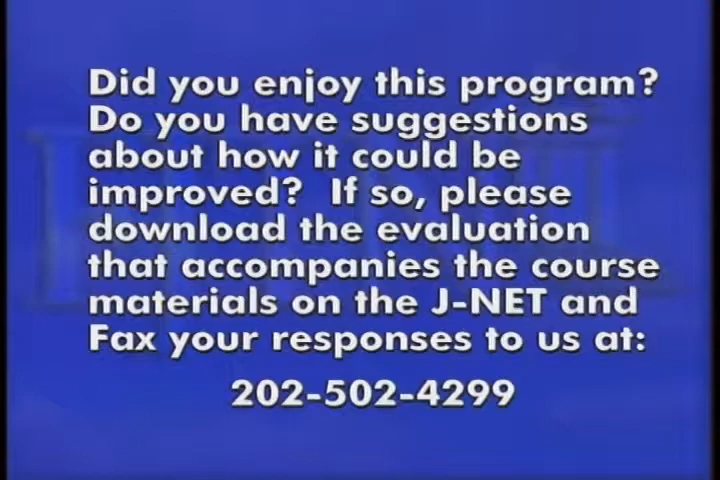 Did you enjoy this program?
Do you have suggestions
about how it could be
improved? If so, please
download the evaluation
that accompanies the course
materials on the J-NET and
Fax your responses to us at:
202-502-4299